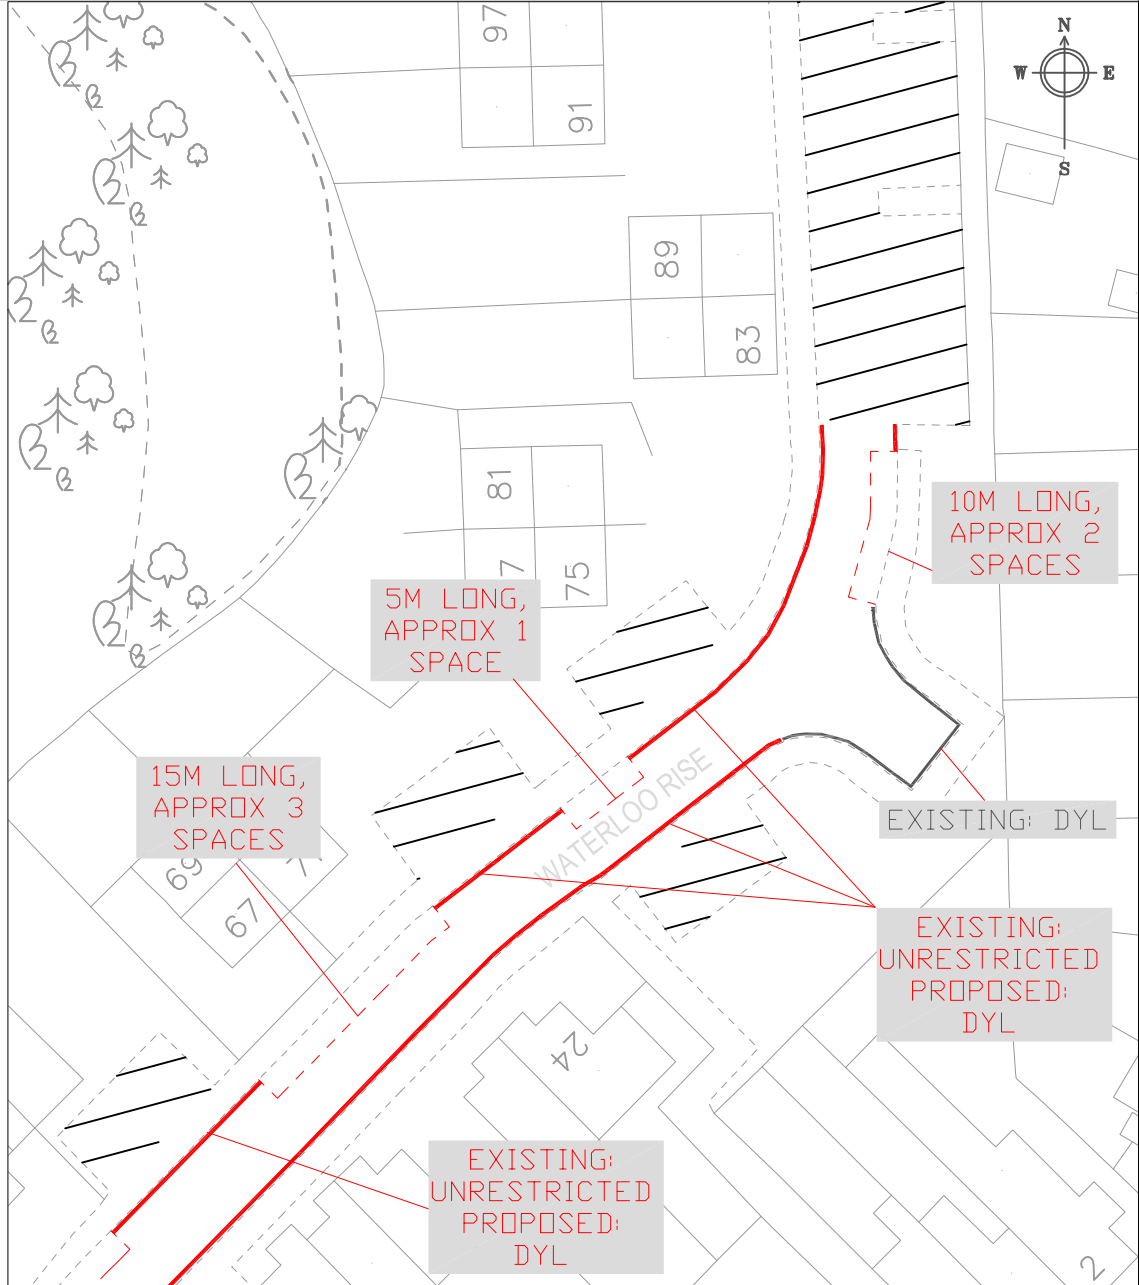 97
91
N
W E
S
89
83
81
7
75
10M LONG,
APPROX 2
SPACES
5M LONG,
APPROX 1
SPACE
15M LONG,
APPROX 3
SPACES
WATERLOO RISE
EXISTING: DYL
69
67
EXISTING:
UNRESTRICTED
PROPOSED:
DYL
24
EXISTING:
UNRESTRICTED
PROPOSED:
DYL
2